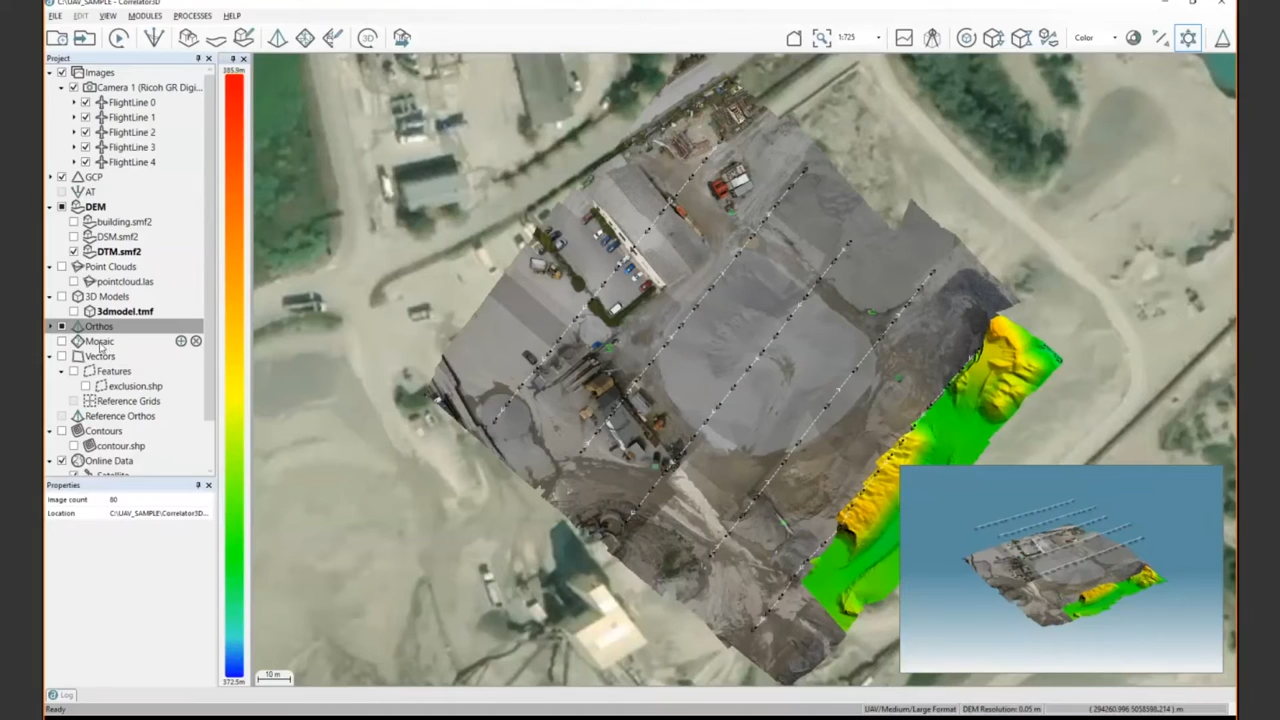 C:\UAV_SAMPLE - Correlator3D
FILE EDIT VIEW MODULES PROCESSES HELP
3D
1:725
Color
Project
Images
Camera 1 (Ricoh GR Digi...
FlightLine 0
FlightLine 1
FlightLine 2
FlightLine 3
FlightLine 4
GCP
AT
DEM
building.smf2
DSM.smf2
DTM.smf2
Point Clouds
pointcloud.las
3D Models
3dmodel.tmf
Orthos
Mosaic
Vectors
Features
exclusion.shp
Reference Grids
Reference Orthos
Contours
contour.shp
Online Data
Satellite
Properties
Image count 80
Location C:\UAV_SAMPLE\Correlator3D...
385.9m
372.5m
10 m
Log
Ready
UAV/Medium/Large Format
DEM Resolution: 0.05 m
( 294260.996 5058598.214 ) m